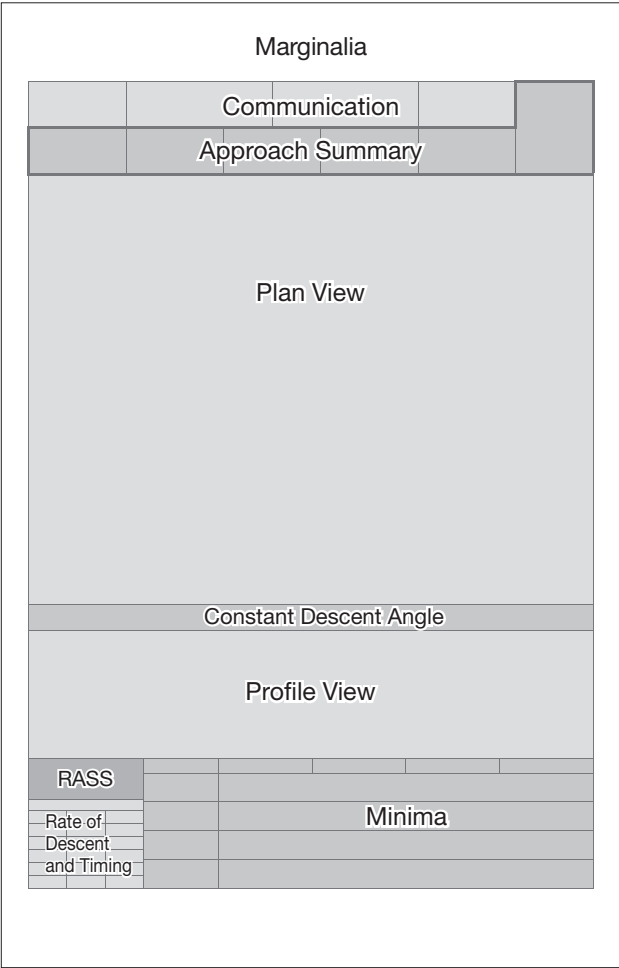 Marginalia
Communication
Approach Summary
Plan View
Constant Descent Angle
Profile View
RASS
Minima
Rate of
Descent
and Timing